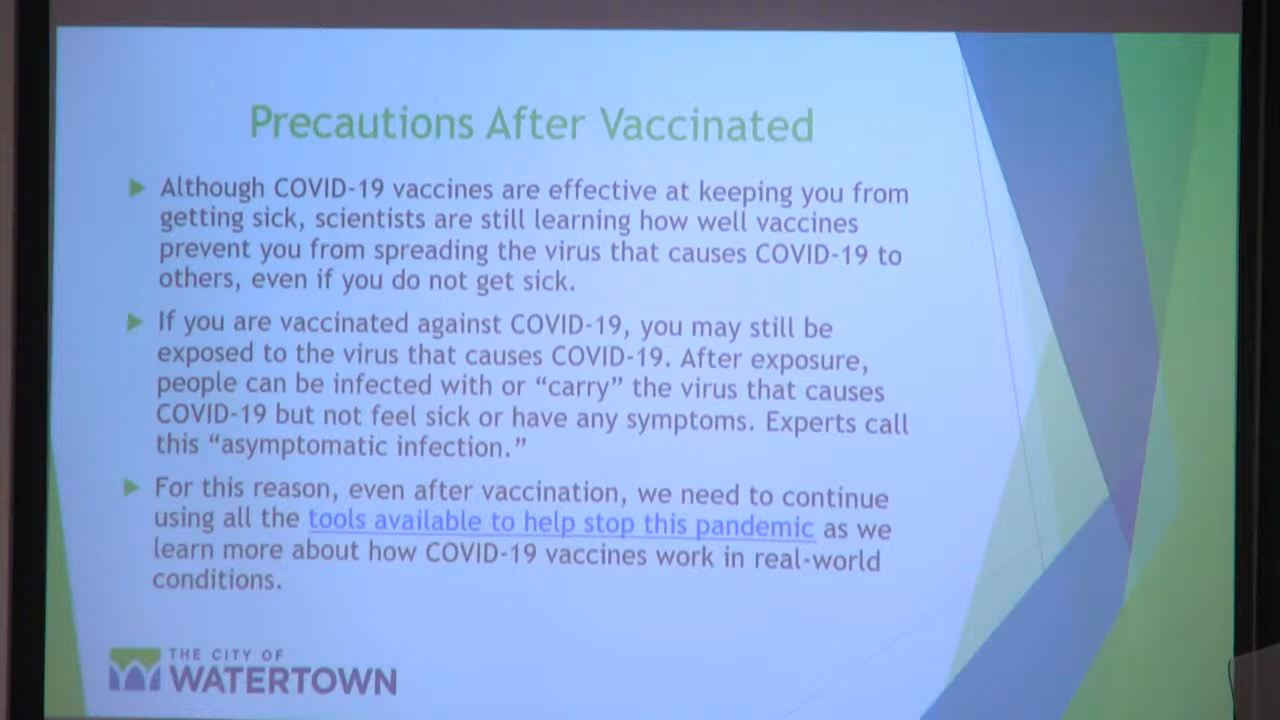 Precautions After Vaccinated
Although COVID-19 vaccines are effective at keeping you from
getting sick, scientists are still learning how well vaccines
prevent you from spreading the virus that causes COVID-19 to
others, even if you do not get sick.
If you are vaccinated against COVID-19, you may still be
exposed to the virus that causes COVID-19. After exposure,
people can be infected with or “carry” the virus that causes
COVID-19 but not feel sick or have any symptoms. Experts call
this “asymptomatic infection.”
For this reason, even after vaccination, we need to continue
using all the tools available to help stop this pandemic as we
learn more about how COVID-19 vaccines work in real-world
conditions.
THE CITY OF
WATERTOWN